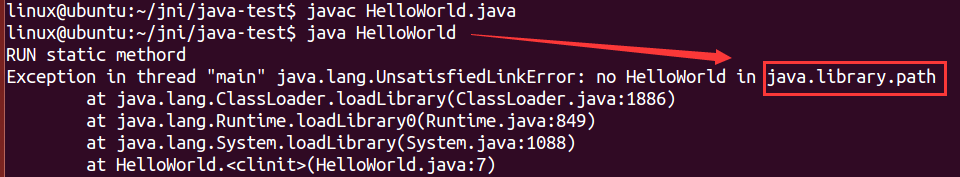 linux@ubuntu:~/jni/java-test$ javac HelloWorld.java
linux@ubuntu:~/jni/java-test$ java HelloWorld
RUN static methord
Exception in thread "main" java.lang.UnsatisfiedLinkError: no HelloWorld in java.library.path
        at java.lang.ClassLoader.loadLibrary(ClassLoader.java:1886)
        at java.lang.Runtime.loadLibrary0(Runtime.java:849)
        at java.lang.System.loadLibrary(System.java:1088)
        at HelloWorld.<clinit>(HelloWorld.java:7)